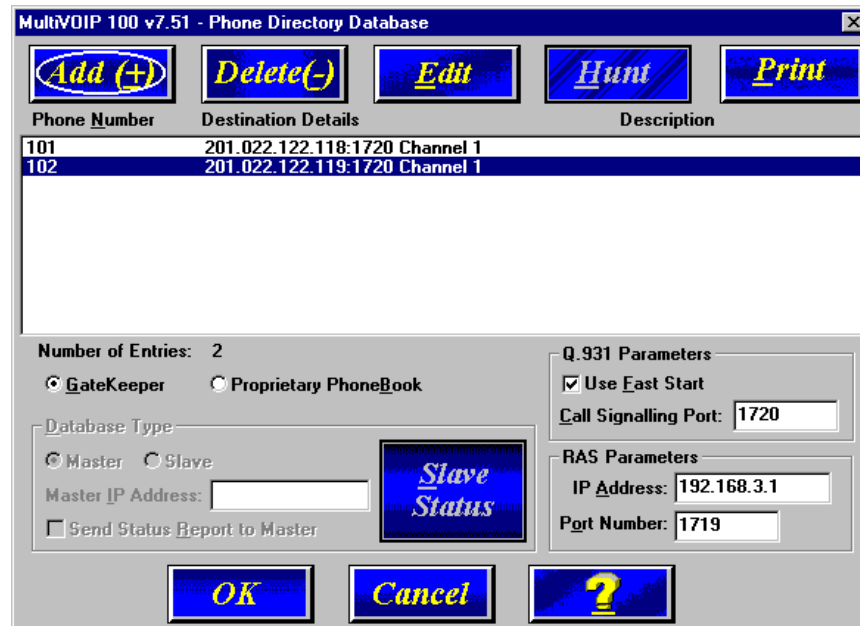 MultiVOIP 100 v7.51 - Phone Directory Database
Add (+) Delete(-) Edit Hunt Print
Phone Number Destination Details Description
101 201.022.122.118:1720 Channel 1
102 201.022.122.119:1720 Channel 1
Number of Entries: 2
GateKeeper Proprietary PhoneBook
Database Type
Master Slave
Master IP Address:
Send Status Report to Master
Slave
Status
Q.931 Parameters
Use Fast Start
Call Signalling Port: 1720
RAS Parameters
IP Address: 192.168.3.1
Port Number: 1719
OK Cancel ?